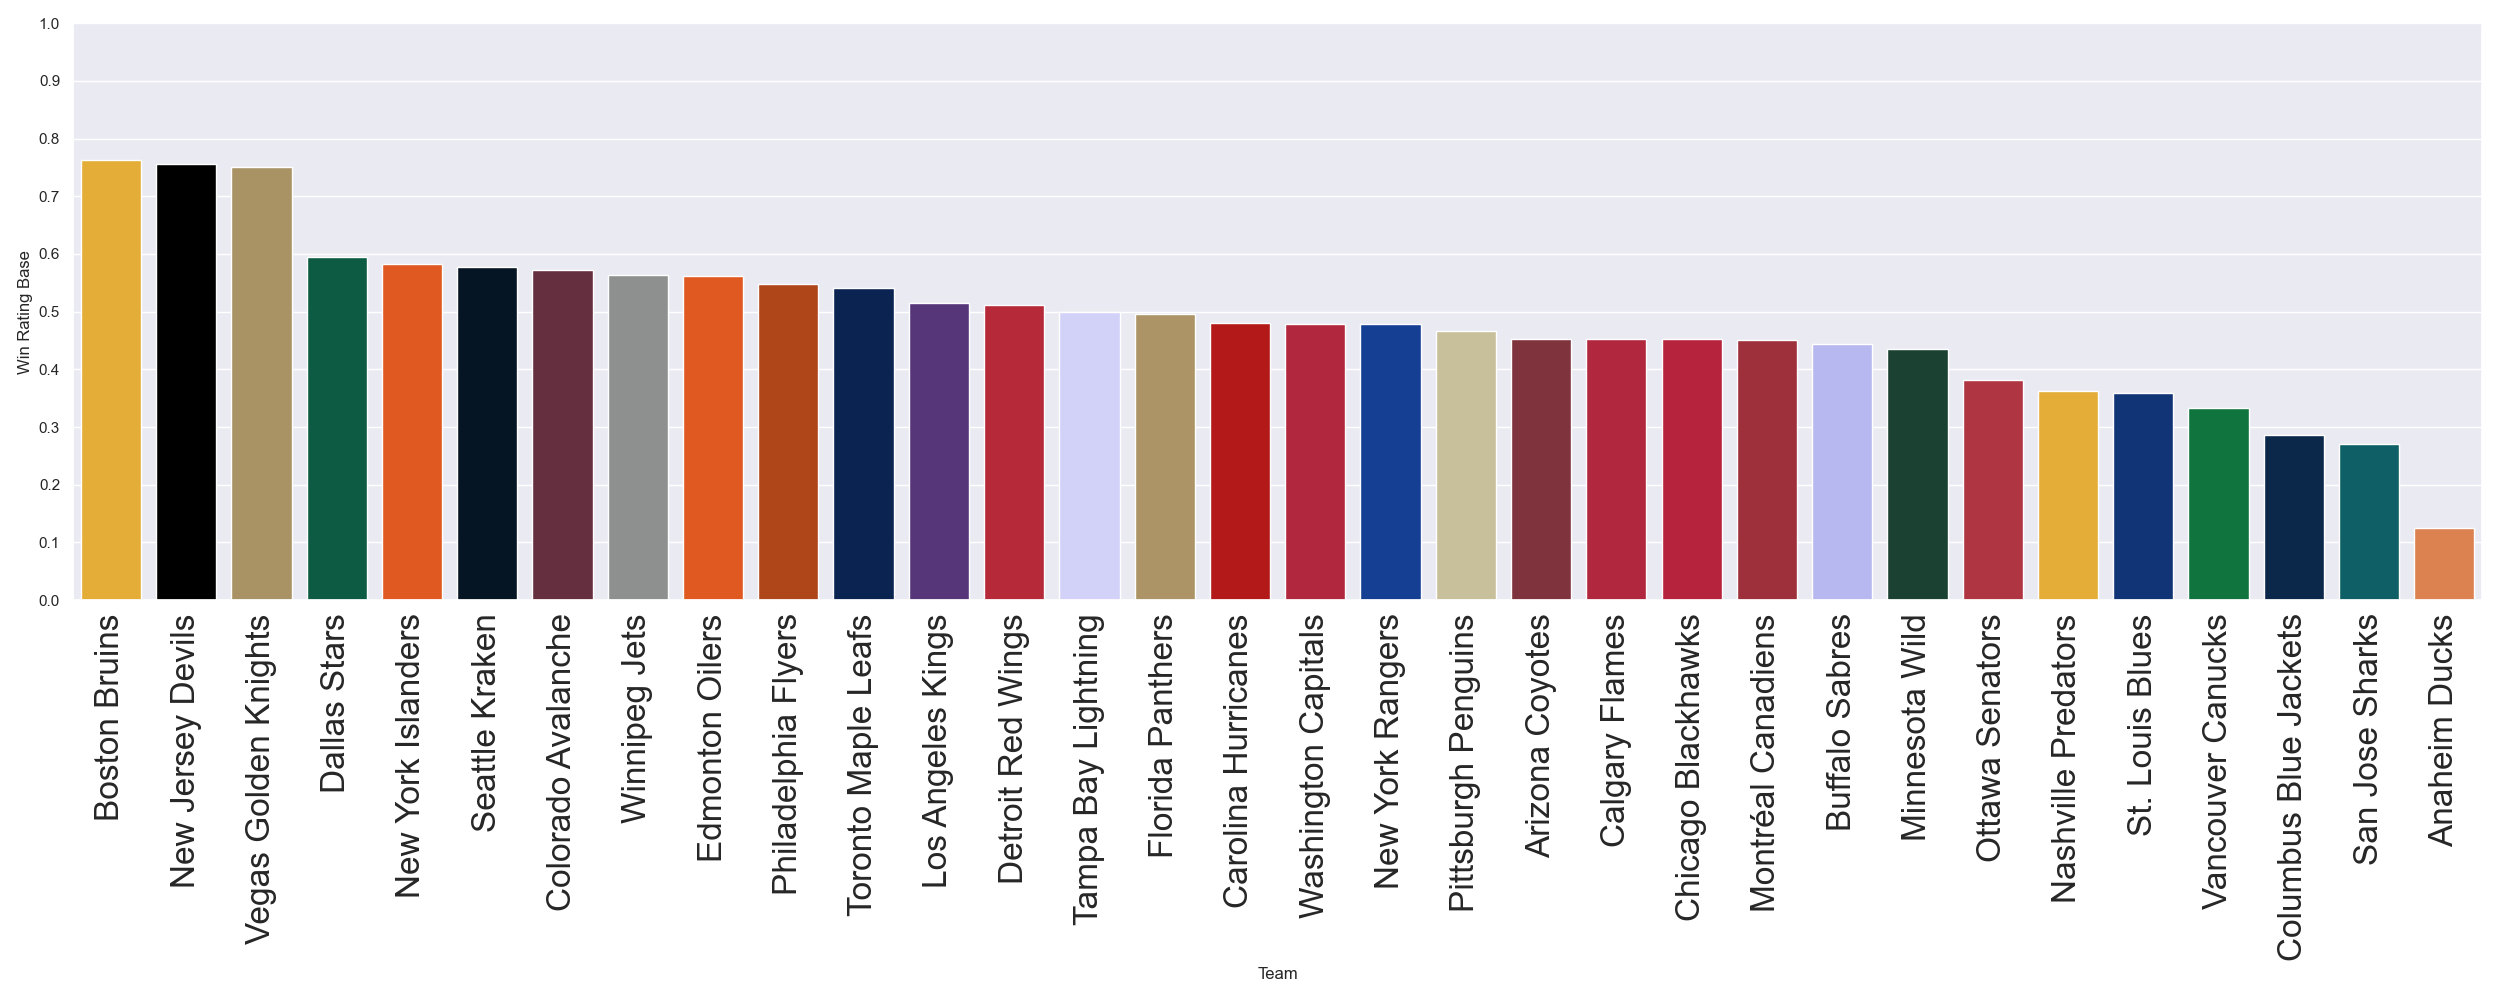 1.0
0.9
0.8
0.7
0.6
0.5
0.4
0.3
0.2
0.1
0.0
Win Rating Base
Boston Bruins
New Jersey Devils
Vegas Golden Knights
Dallas Stars
New York Islanders
Seattle Kraken
Colorado Avalanche
Winnipeg Jets
Edmonton Oilers
Philadelphia Flyers
Toronto Maple Leafs
Los Angeles Kings
Detroit Red Wings
Tampa Bay Lightning
Florida Panthers
Carolina Hurricanes
Washington Capitals
New York Rangers
Pittsburgh Penguins
Arizona Coyotes
Calgary Flames
Chicago Blackhawks
Montréal Canadiens
Buffalo Sabres
Minnesota Wild
Ottawa Senators
Nashville Predators
St. Louis Blues
Vancouver Canucks
Columbus Blue Jackets
San Jose Sharks
Anaheim Ducks
Team